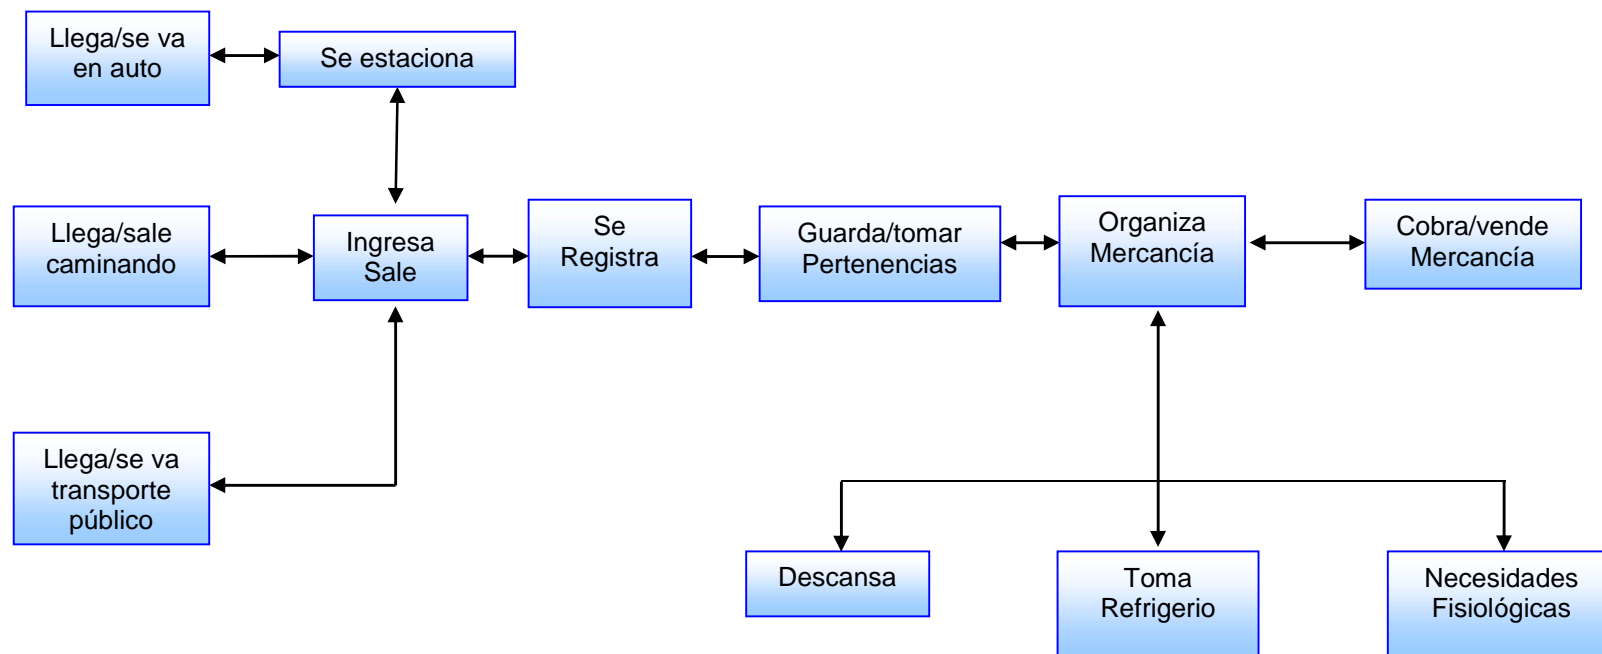 Llega/se va
en auto
Se estaciona
Llega/sale
caminando
Ingresa
Sale
Se
Registra
Guarda/tomar
Pertenencias
Organiza
Mercancía
Cobra/vende
Mercancía
Llega/se va
transporte
público
Descansa
Toma
Refrigerio
Necesidades
Fisiológicas